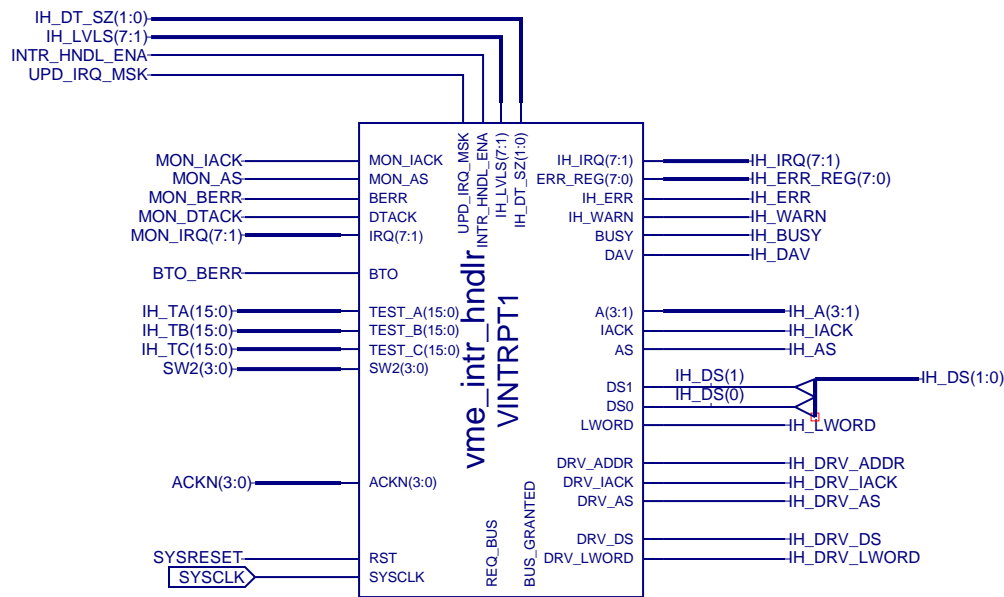 IH_DT_SZ(1:0)
IH_LVLS(7:1)
INTR_HNDL_ENA
UPD_IRQ_MSK
UPD_IRQ_MSK
INTR_HNDL_ENA
IH_LVLS(7:1)
IH_DT_SZ(1:0)
MON_IACK
MON_AS
MON_BERR
MON_DTACK
MON_IRQ(7:1)
BTO_BERR
IH_TA(15:0)
IH_TB(15:0)
IH_TC(15:0)
SW2(3:0)
ACKN(3:0)
SYSRESET
SYSCLK
MON_IACK
MON_AS
BERR
DTACK
IRQ(7:1)
BTO
TEST_A(15:0)
TEST_B(15:0)
TEST_C(15:0)
SW2(3:0)
ACKN(3:0)
RST
SYSCLK
vme_intr_hndlr
VINTRPT1
REQ_BUS
BUS_GRANTED
IH_IRQ(7:1)
ERR_REG(7:0)
IH_ERR
IH_WARN
BUSY
DAV
A(3:1)
IACK
AS
DS1
DS0
LWORD
DRV_ADDR
DRV_IACK
DRV_AS
DRV_DS
DRV_LWORD
IH_IRQ(7:1)
IH_ERR_REG(7:0)
IH_ERR
IH_WARN
IH_BUSY
IH_DAV
IH_A(3:1)
IH_IACK
IH_AS
IH_DS(1)
IH_DS(0)
IH_DS(1:0)
IH_LWORD
IH_DRV_ADDR
IH_DRV_IACK
IH_DRV_AS
IH_DRV_DS
IH_DRV_LWORD